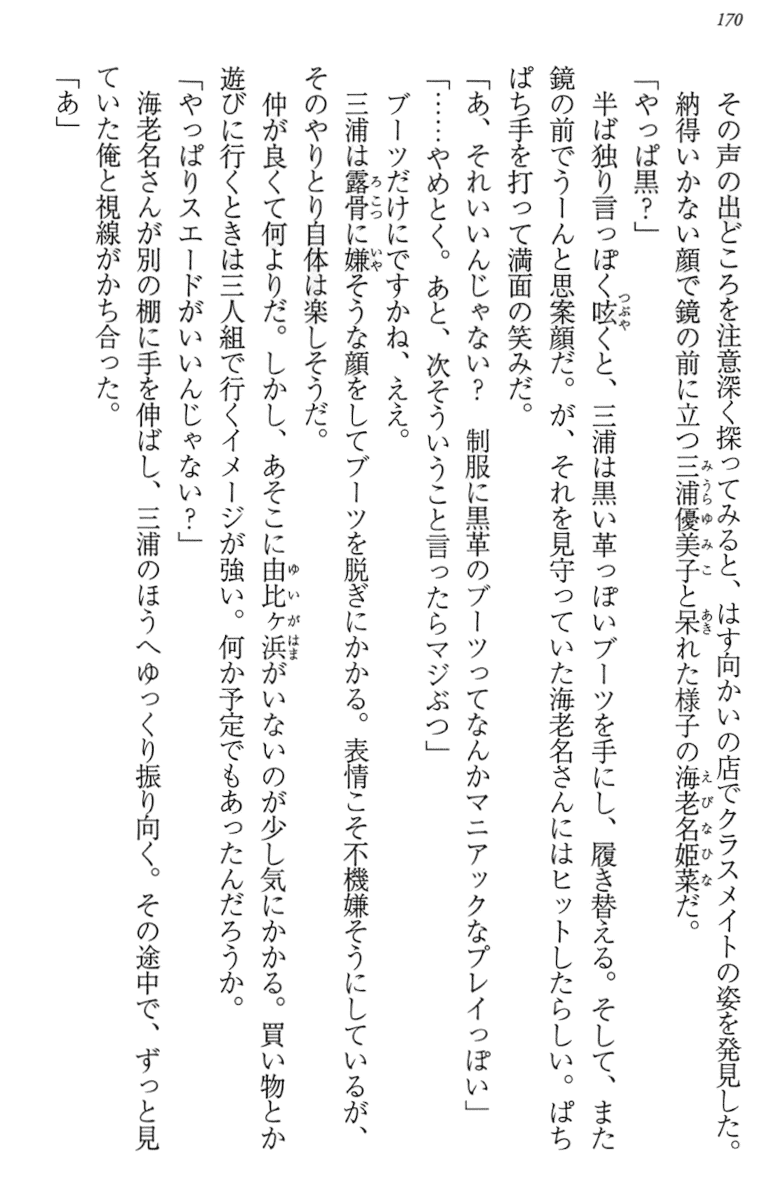 170
その声の出どころを注意深く探ってみると、はす向かいの店でクラスメイトの姿を発見した。
納得いかない顔で鏡の前に立つ三浦優美子と呆れた様子の海老名姫菜だ。
「やっぱ黒？」
半ば独り言っぽく呟くと、三浦は黒い革っぽいブーツを手にし、履き替える。そして、また
鏡の前でうーんと思案顔だ。が、それを見守っていた海老名さんにはヒットしたらしい。ぱち
ぱち手を打って満面の笑みだ。
「あ、それいいんじゃない？　制服に黒革のブーツってなんかマニアックなプレイっぽい」
「……やめとく。あと、次そういうこと言ったらマジぶつ」
ブーツだけにですかね、ええ。
三浦は露骨に嫌そうな顔をしてブーツを脱ぎにかかる。表情こそ不機嫌そうにしているが、
そのやりとり自体は楽しそうだ。
仲が良くて何よりだ。しかし、あそこに由比ヶ浜がいないのが少し気にかかる。買い物とか
遊びに行くときは三人組で行くイメージが強い。何か予定でもあったんだろうか。
「やっぱりスエードがいいんじゃない？」
海老名さんが別の棚に手を伸ばし、三浦のほうへゆっくり振り向く。その途中で、ずっと見
ていた俺と視線がかち合った。
「あ」